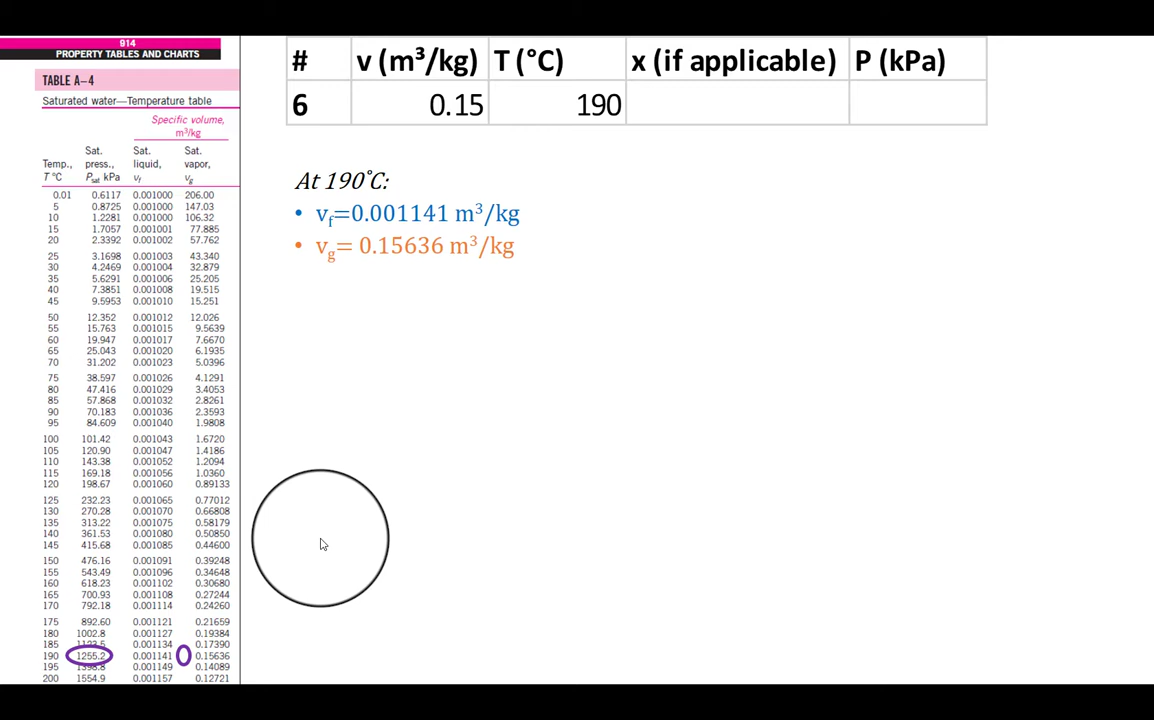 914
PROPERTY TABLES AND CHARTS
TABLE A–4
Saturated water—Temperature table
Specific volume,
m³/kg
Sat. Sat. Sat.
Temp., press., liquid, vapor,
T °C Psat kPa vf vg
0.01 0.6117 0.001000 206.00
5 0.8725 0.001000 147.03
10 1.2281 0.001000 106.32
15 1.7057 0.001001 77.885
20 2.3392 0.001002 57.762
25 3.1698 0.001003 43.340
30 4.2469 0.001004 32.879
35 5.6291 0.001006 25.205
40 7.3851 0.001008 19.515
45 9.5953 0.001010 15.251
50 12.352 0.001012 12.026
55 15.763 0.001015 9.5639
60 19.947 0.001017 7.6670
65 25.043 0.001020 6.1935
70 31.202 0.001023 5.0396
75 38.597 0.001026 4.1291
80 47.416 0.001029 3.4053
85 57.868 0.001032 2.8261
90 70.183 0.001036 2.3593
95 84.609 0.001040 1.9808
100 101.42 0.001043 1.6720
105 120.90 0.001047 1.4186
110 143.38 0.001052 1.2094
115 169.18 0.001056 1.0360
120 198.67 0.001060 0.89133
125 232.23 0.001065 0.77012
130 270.28 0.001070 0.66808
135 313.22 0.001075 0.58179
140 361.53 0.001080 0.50850
145 415.68 0.001085 0.44600
150 476.16 0.001091 0.39248
155 543.49 0.001096 0.34648
160 618.23 0.001102 0.30680
165 700.93 0.001108 0.27244
170 792.18 0.001114 0.24260
175 892.60 0.001121 0.21659
180 1002.8 0.001127 0.19384
185 1123.5 0.001134 0.17390
190 1255.2 0.001141 0.15636
195 1398.8 0.001149 0.14089
200 1554.9 0.001157 0.12721
# v (m³/kg) T (°C) x (if applicable) P (kPa)
6 0.15 190
At 190°C:
• vf=0.001141 m³/kg
• vg= 0.15636 m³/kg